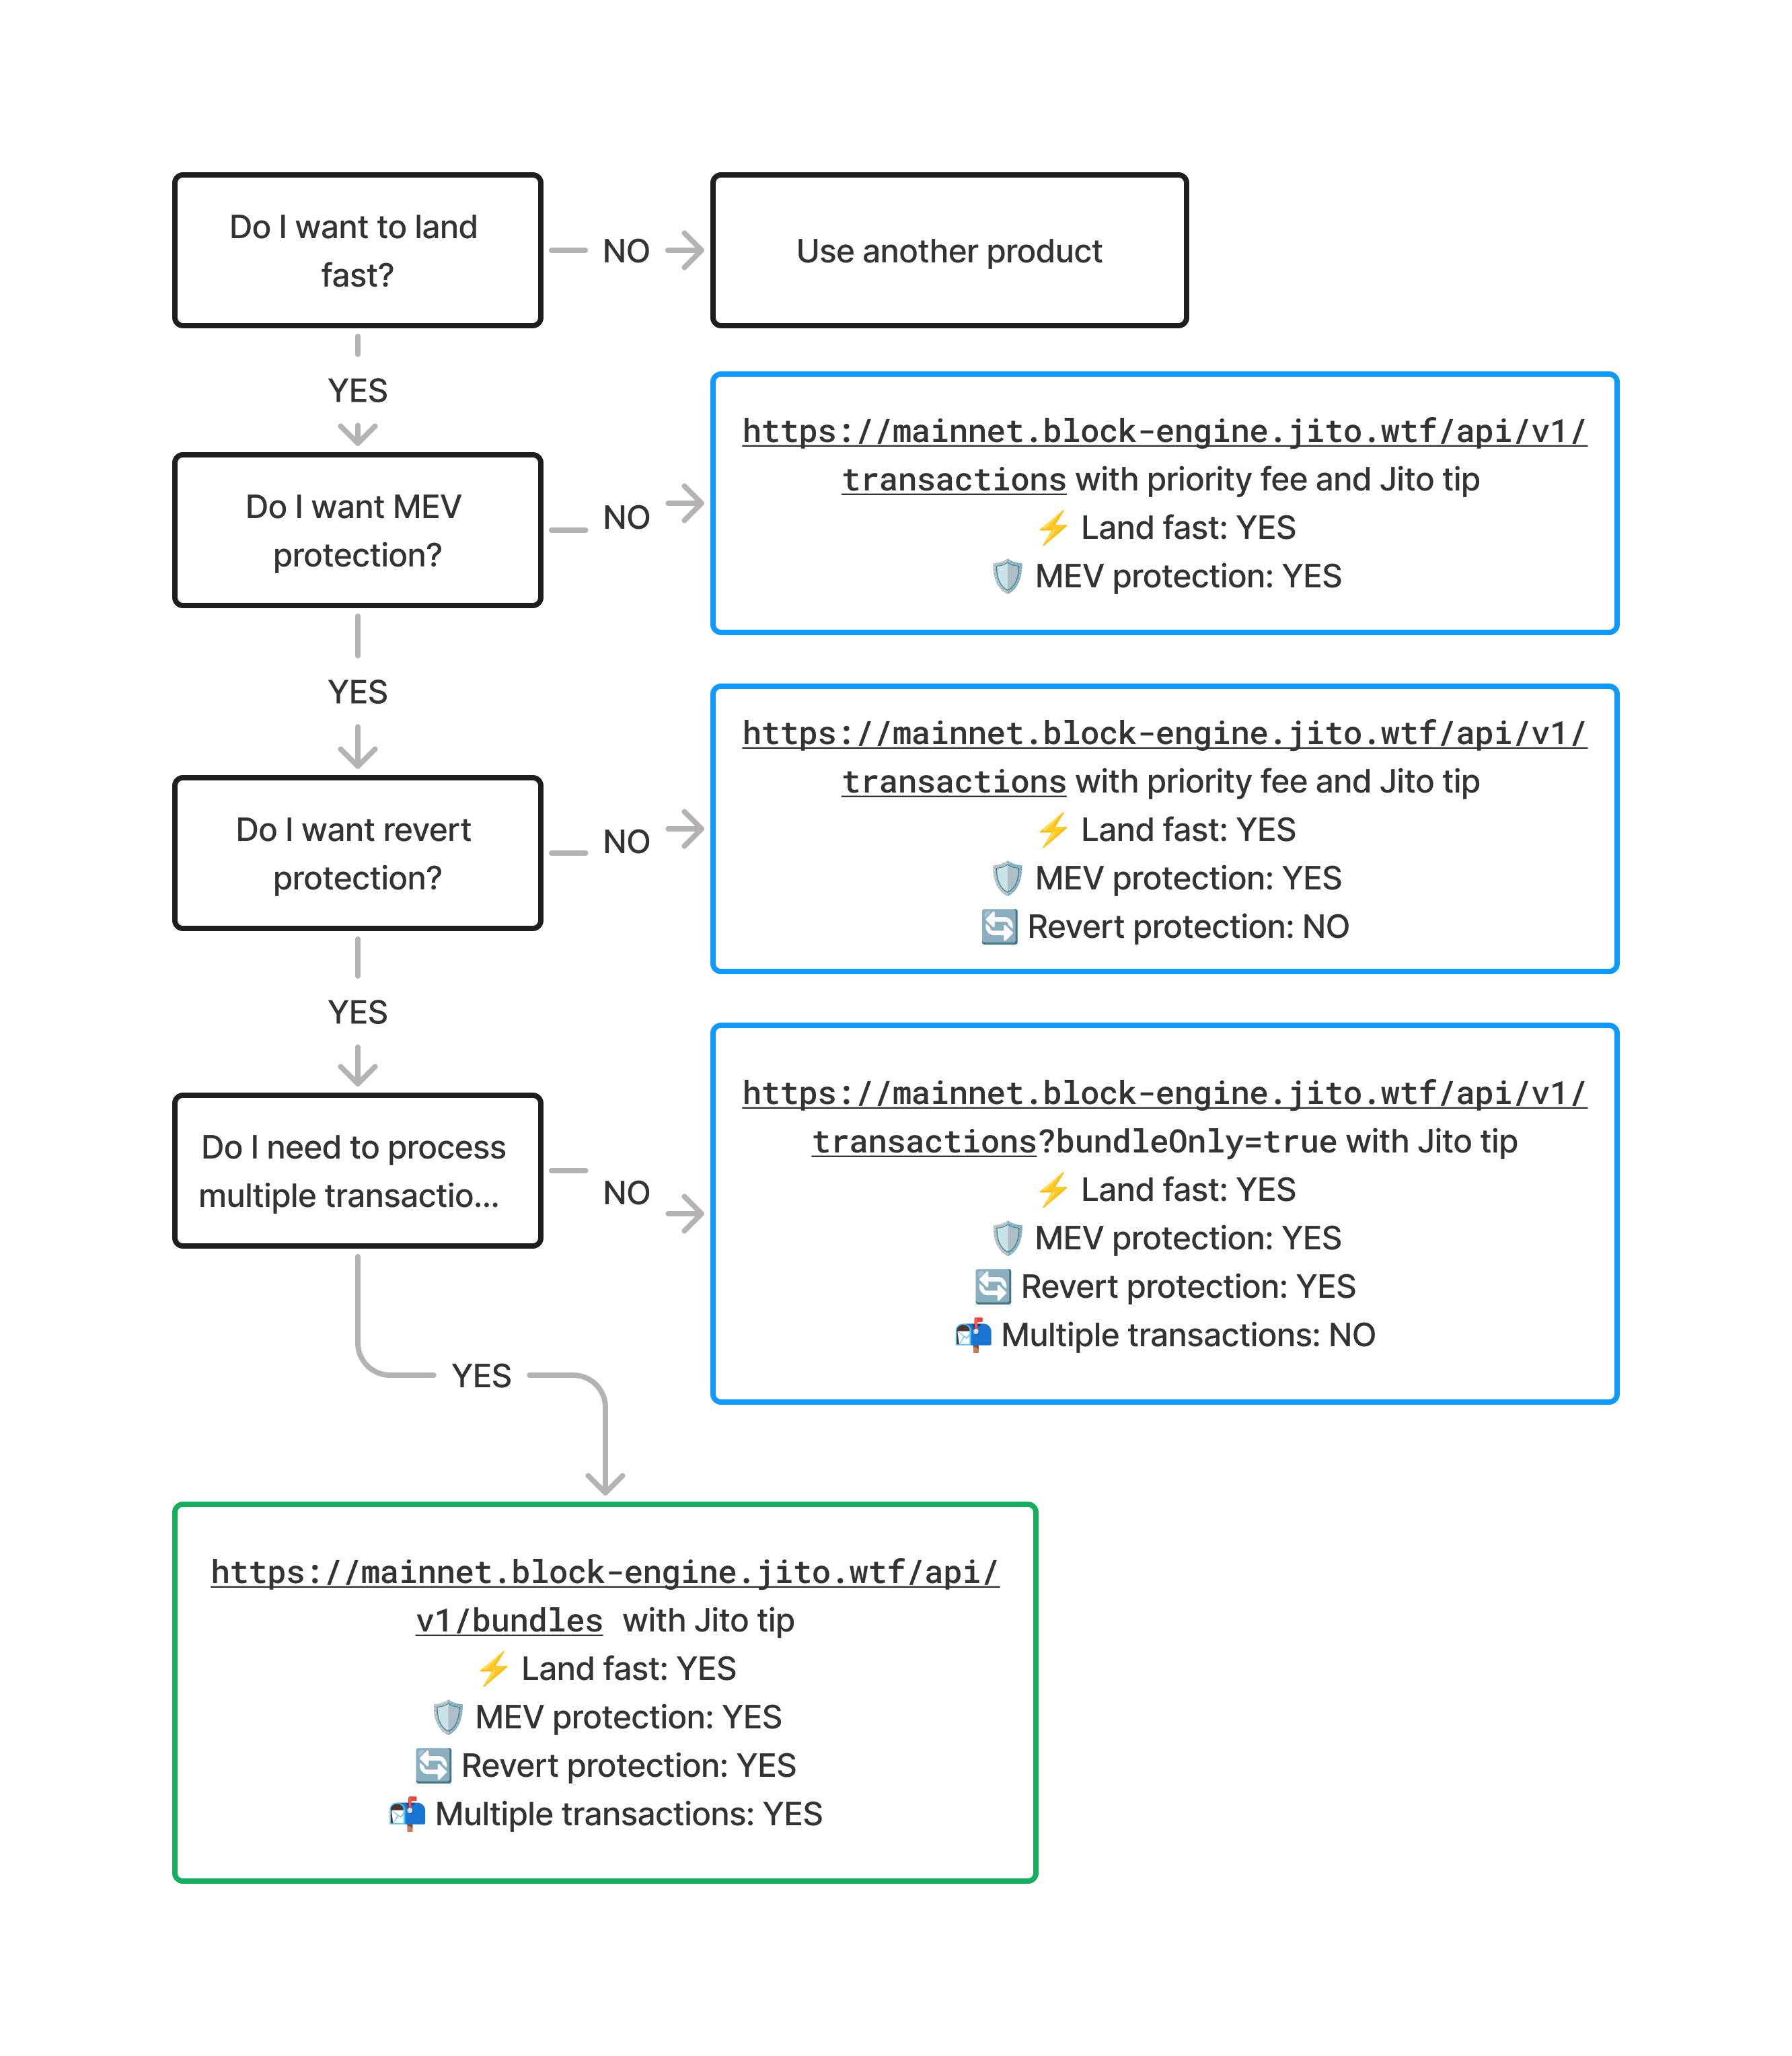 Do I want to land
fast?
NO
Use another product
YES
Do I want MEV
protection?
NO
https://mainnet.block-engine.jito.wtf/api/v1/
transactions with priority fee and Jito tip
⚡ Land fast: YES
🛡️ MEV protection: YES
YES
Do I want revert
protection?
NO
https://mainnet.block-engine.jito.wtf/api/v1/
transactions with priority fee and Jito tip
⚡ Land fast: YES
🛡️ MEV protection: YES
🔄 Revert protection: NO
YES
Do I need to process
multiple transactio...
NO
https://mainnet.block-engine.jito.wtf/api/v1/
transactions?bundleOnly=true with Jito tip
⚡ Land fast: YES
🛡️ MEV protection: YES
🔄 Revert protection: YES
📬 Multiple transactions: NO
YES
https://mainnet.block-engine.jito.wtf/api/
v1/bundles with Jito tip
⚡ Land fast: YES
🛡️ MEV protection: YES
🔄 Revert protection: YES
📬 Multiple transactions: YES